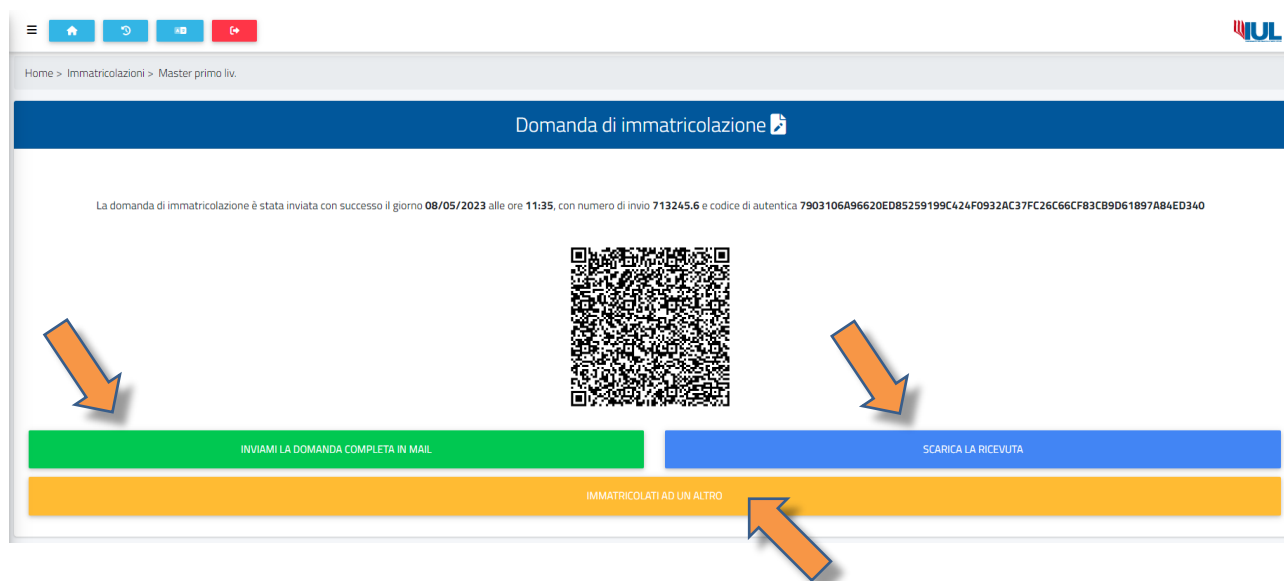 IUL
Home > Immatricolazioni > Master primo liv.
Domanda di immatricolazione
La domanda di immatricolazione è stata inviata con successo il giorno 08/05/2023 alle ore 11:35, con numero di invio 713245.6 e codice di autentica 7903106A96620ED85259199C424F0932AC37FC26C66CF83CB9D61897A84ED340
INVIAMI LA DOMANDA COMPLETA IN MAIL
SCARICA LA RICEVUTA
IMMATRICOLATI AD UN ALTRO